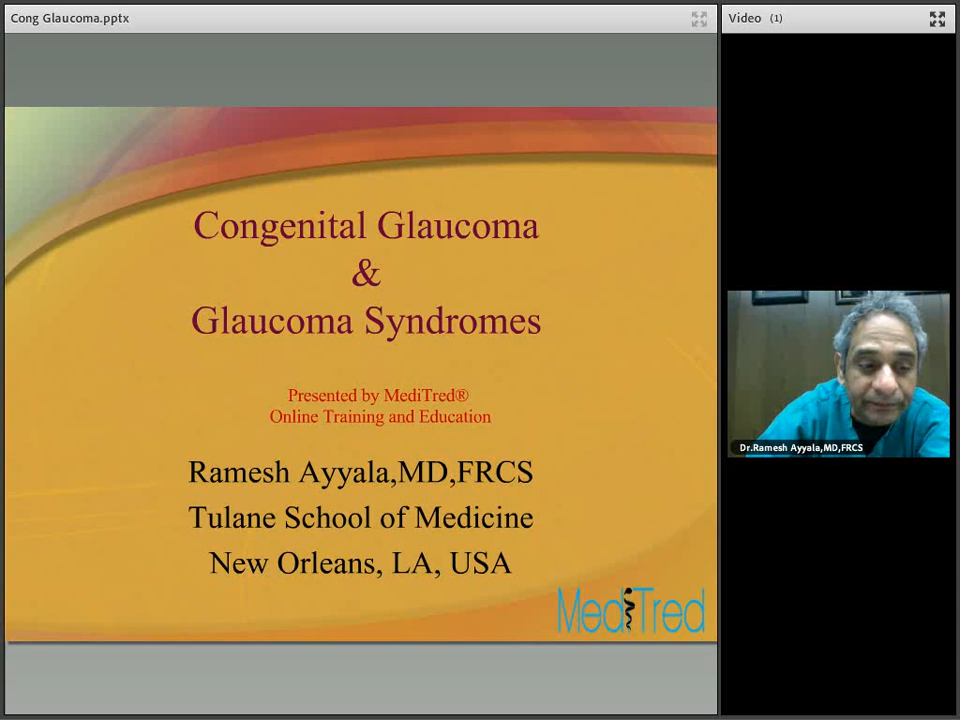 Cong Glaucoma.pptx
Video (1)
Congenital Glaucoma
&
Glaucoma Syndromes
Presented by MediTred®
Online Training and Education
Ramesh Ayyala,MD,FRCS
Tulane School of Medicine
New Orleans, LA, USA
MediTred
Dr.Ramesh Ayyala,MD,FRCS